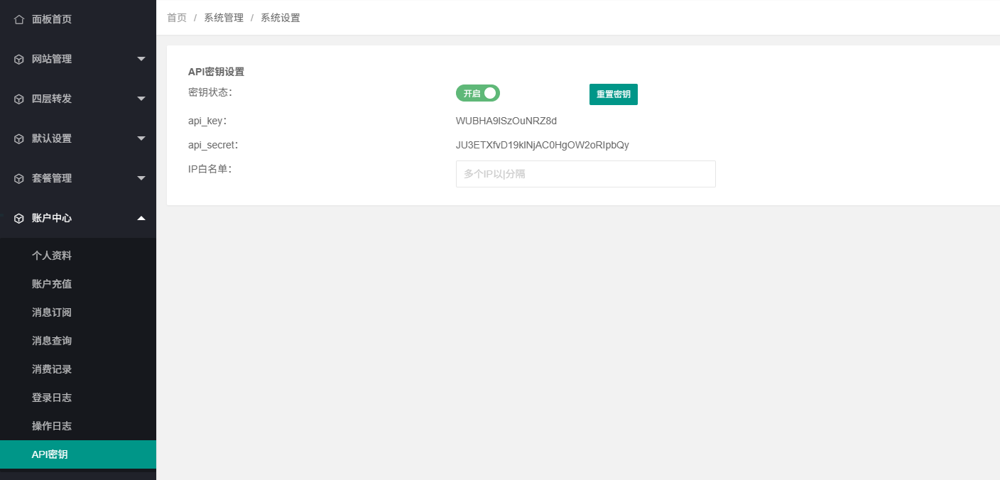 面板首页
网站管理
四层转发
默认设置
套餐管理
账户中心
个人资料
账户充值
消息订阅
消息查询
消费记录
登录日志
操作日志
API密钥
首页 / 系统管理 / 系统设置
API密钥设置
密钥状态： 开启 重置密钥
api_key： WUBHA9ISzOuNRZ8d
api_secret： JU3ETXfvD19klNjAC0HgOW2oRIpbQy
IP白名单： 多个IP以|分隔